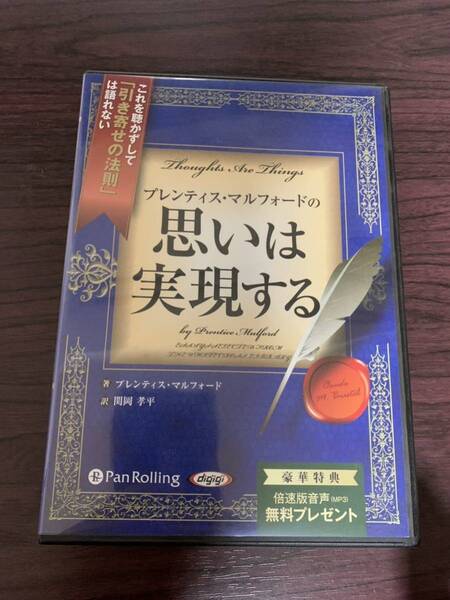 これを聴かずして
「引き寄せの法則」
は語れない
Thoughts Are Things
プレンティス・マルフォードの
思いは
実現する
by Prentice Mulford
著 プレンティス・マルフォード
訳 関岡 孝平
PanRolling
digigi
豪華特典
倍速版音声(MP3)
無料プレゼント